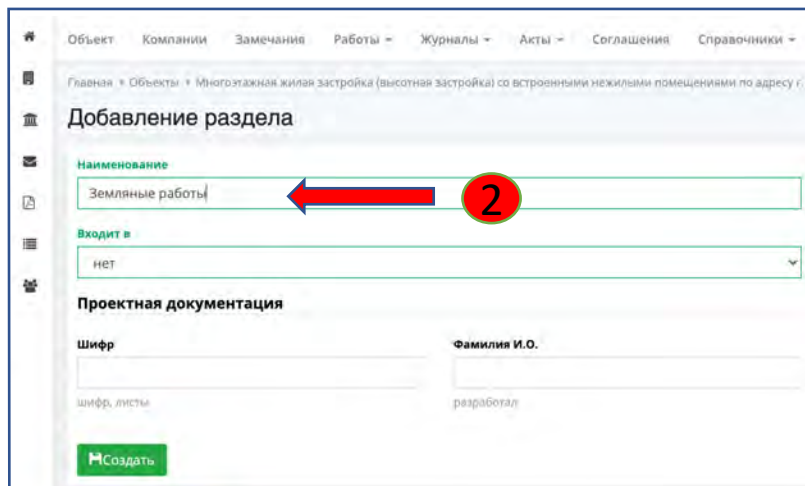 Объект Компании Замечания Работы Журналы Акты Соглашения Справочники
Главная Объекты Многоэтажная жилая застройка (высотная застройка) со встроенными нежилыми помещениями по адресу г.
Добавление раздела
Наименование
Земляные работы
2
Входит в
нет
Проектная документация
Шифр Фамилия И.О.
шифр, листы разработал
Создать